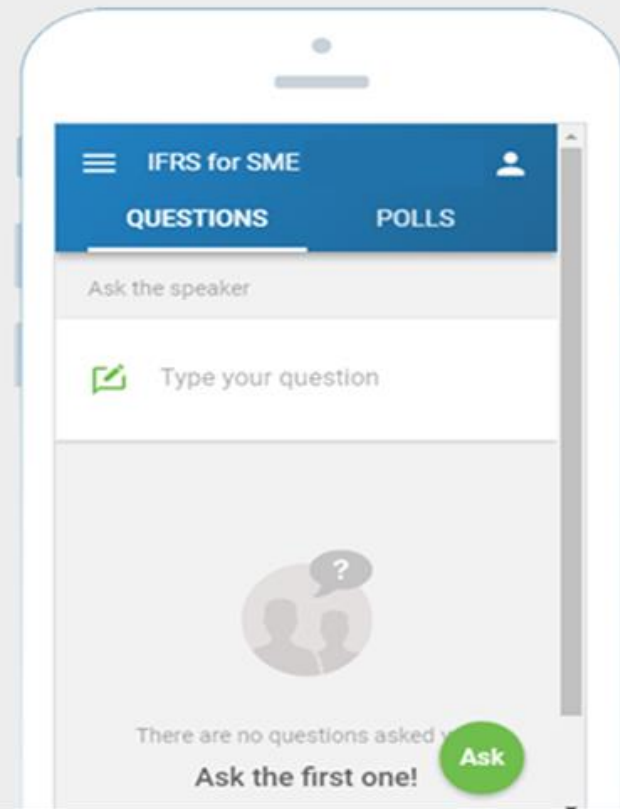 IFRS for SME
QUESTIONS POLLS
Ask the speaker
Type your question
?
There are no questions asked
Ask
Ask the first one!